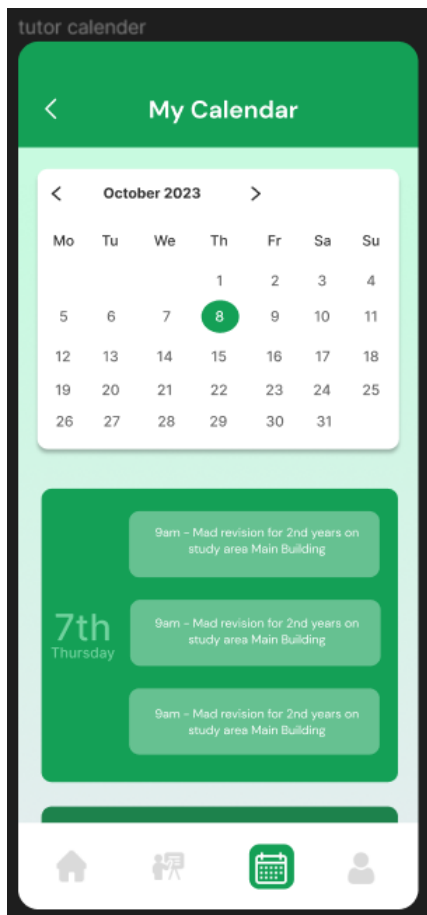 tutor calender
My Calendar
October 2023
Mo Tu We Th Fr Sa Su
1 2 3 4
5 6 7 8 9 10 11
12 13 14 15 16 17 18
19 20 21 22 23 24 25
26 27 28 29 30 31
9am - Mad revision for 2nd years on
study area Main Building
7th
Thursday
9am - Mad revision for 2nd years on
study area Main Building
9am - Mad revision for 2nd years on
study area Main Building